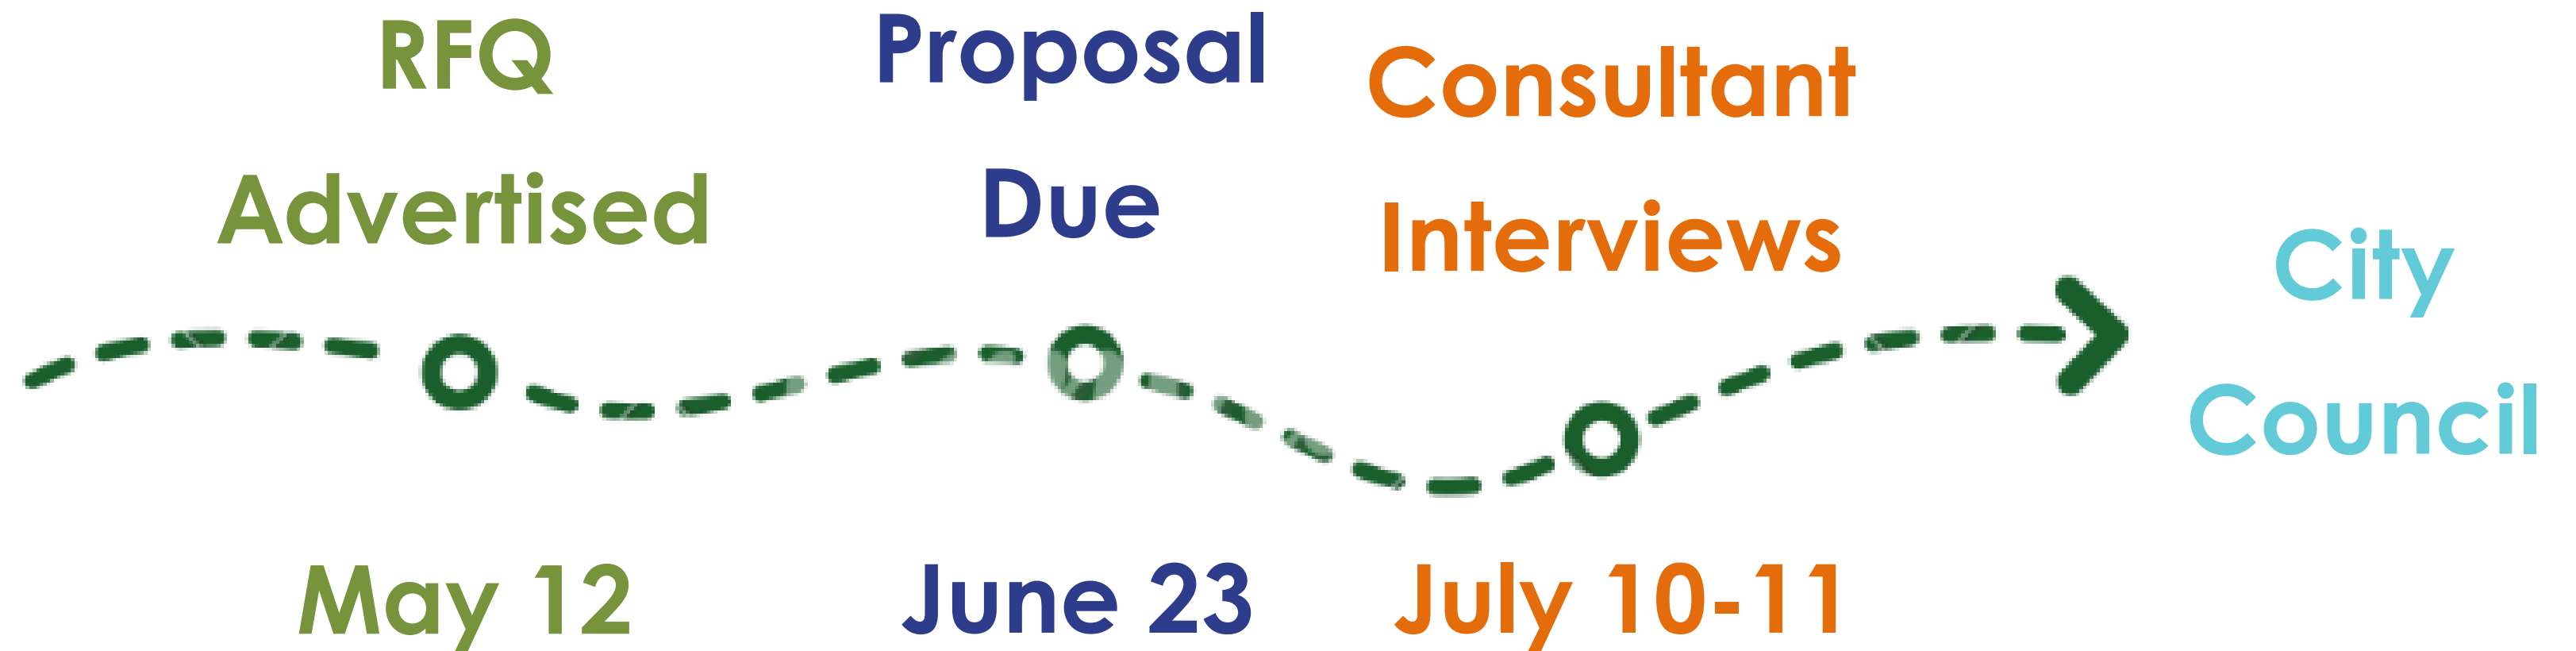 RFQ
Advertised
May 12
Proposal
Due
June 23
Consultant
Interviews
July 10-11
City
Council